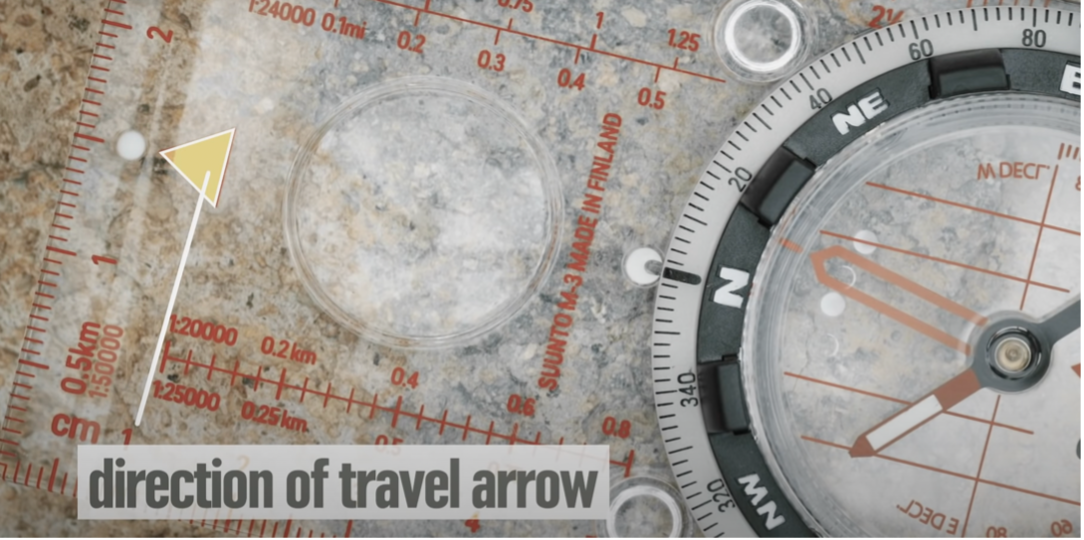 1:24000 0.1mi 0.2 0.3 0.4 0.5
0.75 1 1.25
2
1
0.5km
1:50000
cm 1
SUUNTO M-3 MADE IN FINLAND
1:20000 0.2km 0.4 0.6 0.8
1:25000 0.25km
4
80
60
40
20
340
320
NE
N
NW
E
W DECL
E DECL
direction of travel arrow